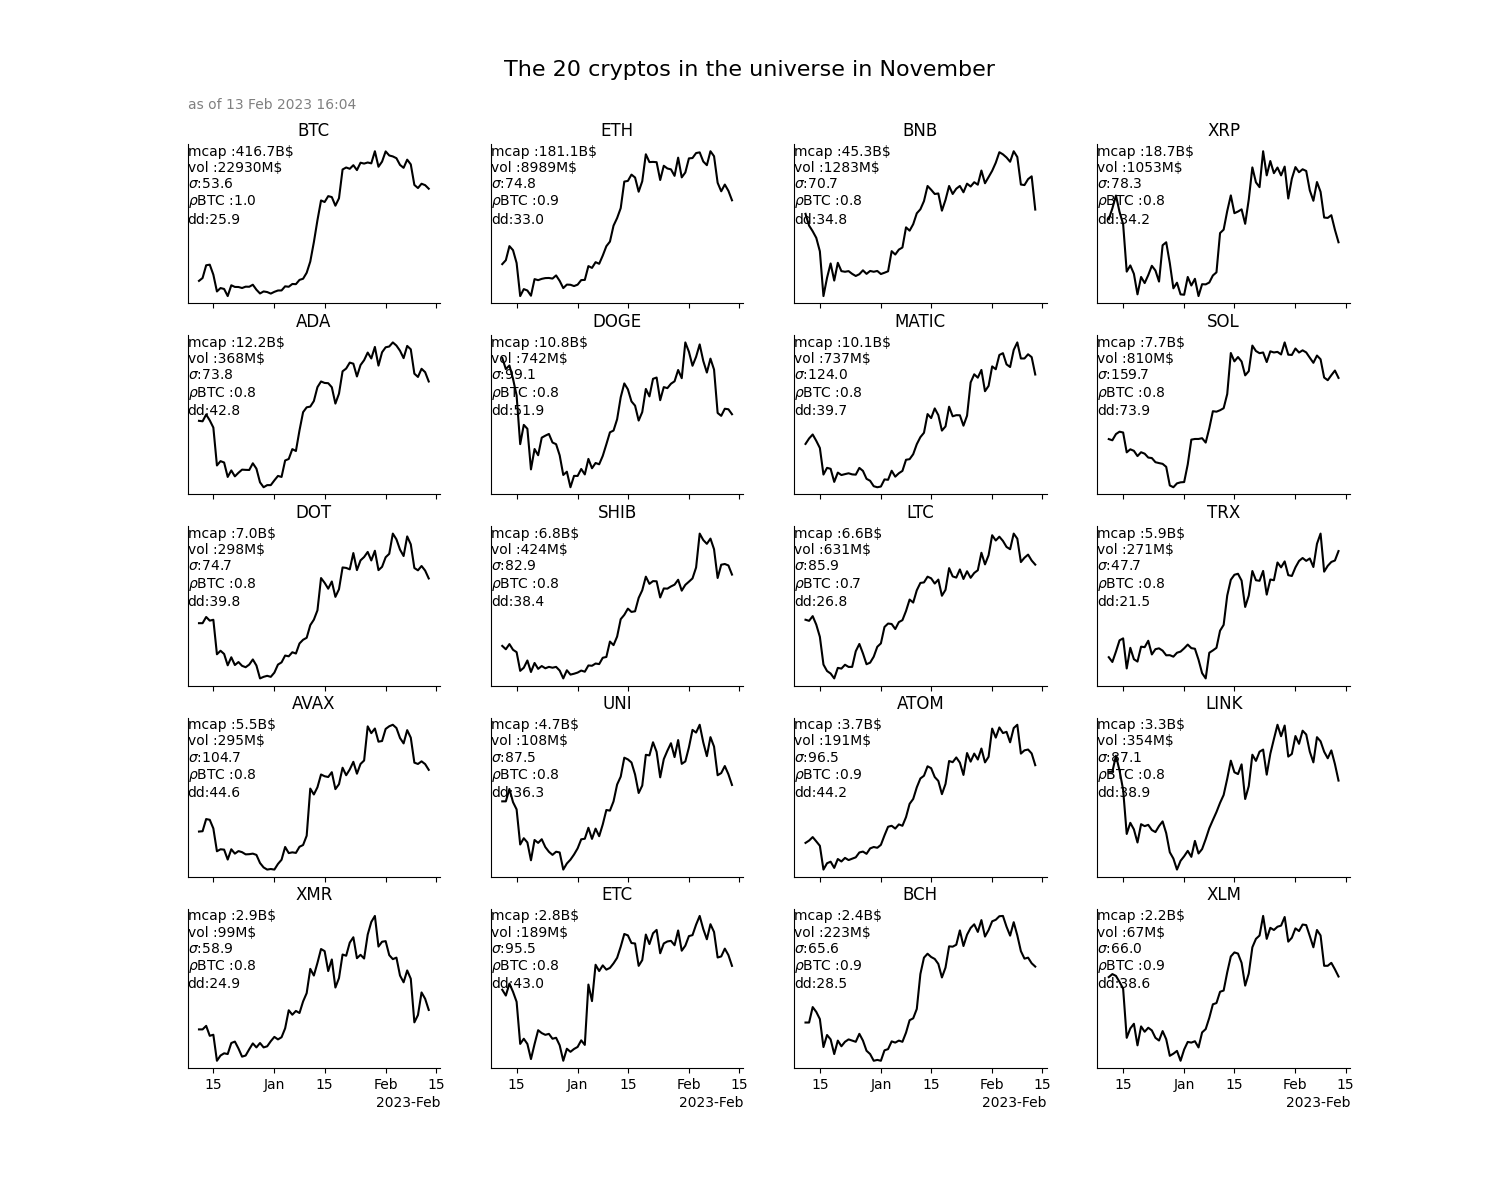 The 20 cryptos in the universe in November
as of 13 Feb 2023 16:04
BTC
mcap :416.7B$
vol :22930M$
σ:53.6
ρBTC :1.0
dd:25.9
ETH
mcap :181.1B$
vol :8989M$
σ:74.8
ρBTC :0.9
dd:33.0
BNB
mcap :45.3B$
vol :1283M$
σ:70.7
ρBTC :0.8
dd:34.8
XRP
mcap :18.7B$
vol :1053M$
σ:78.3
ρBTC :0.8
dd:34.2
ADA
mcap :12.2B$
vol :368M$
σ:73.8
ρBTC :0.8
dd:42.8
DOGE
mcap :10.8B$
vol :742M$
σ:99.1
ρBTC :0.8
dd:51.9
MATIC
mcap :10.1B$
vol :737M$
σ:124.0
ρBTC :0.8
dd:39.7
SOL
mcap :7.7B$
vol :810M$
σ:159.7
ρBTC :0.8
dd:73.9
DOT
mcap :7.0B$
vol :298M$
σ:74.7
ρBTC :0.8
dd:39.8
SHIB
mcap :6.8B$
vol :424M$
σ:82.9
ρBTC :0.8
dd:38.4
LTC
mcap :6.6B$
vol :631M$
σ:85.9
ρBTC :0.7
dd:26.8
TRX
mcap :5.9B$
vol :271M$
σ:47.7
ρBTC :0.8
dd:21.5
AVAX
mcap :5.5B$
vol :295M$
σ:104.7
ρBTC :0.8
dd:44.6
UNI
mcap :4.7B$
vol :108M$
σ:87.5
ρBTC :0.8
dd:36.3
ATOM
mcap :3.7B$
vol :191M$
σ:96.5
ρBTC :0.9
dd:44.2
LINK
mcap :3.3B$
vol :354M$
σ:87.1
ρBTC :0.8
dd:38.9
XMR
mcap :2.9B$
vol :99M$
σ:58.9
ρBTC :0.8
dd:24.9
ETC
mcap :2.8B$
vol :189M$
σ:95.5
ρBTC :0.8
dd:43.0
BCH
mcap :2.4B$
vol :223M$
σ:65.6
ρBTC :0.9
dd:28.5
XLM
mcap :2.2B$
vol :67M$
σ:66.0
ρBTC :0.9
dd:38.6
15 Jan 15 Feb 15
2023-Feb
15 Jan 15 Feb 15
2023-Feb
15 Jan 15 Feb 15
2023-Feb
15 Jan 15 Feb 15
2023-Feb